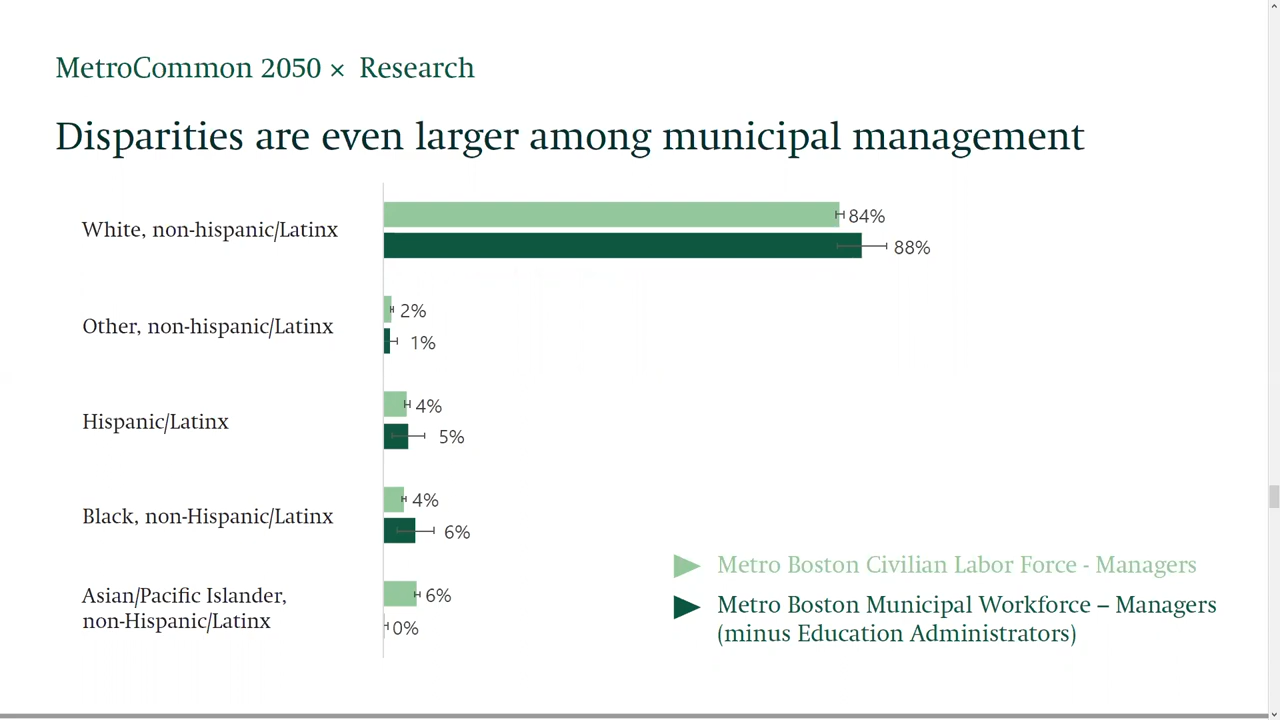 MetroCommon 2050 × Research
Disparities are even larger among municipal management
White, non-hispanic/Latinx
84%
88%
Other, non-hispanic/Latinx
2%
1%
Hispanic/Latinx
4%
5%
Black, non-Hispanic/Latinx
4%
6%
Asian/Pacific Islander,
non-Hispanic/Latinx
6%
0%
Metro Boston Civilian Labor Force - Managers
Metro Boston Municipal Workforce – Managers
(minus Education Administrators)